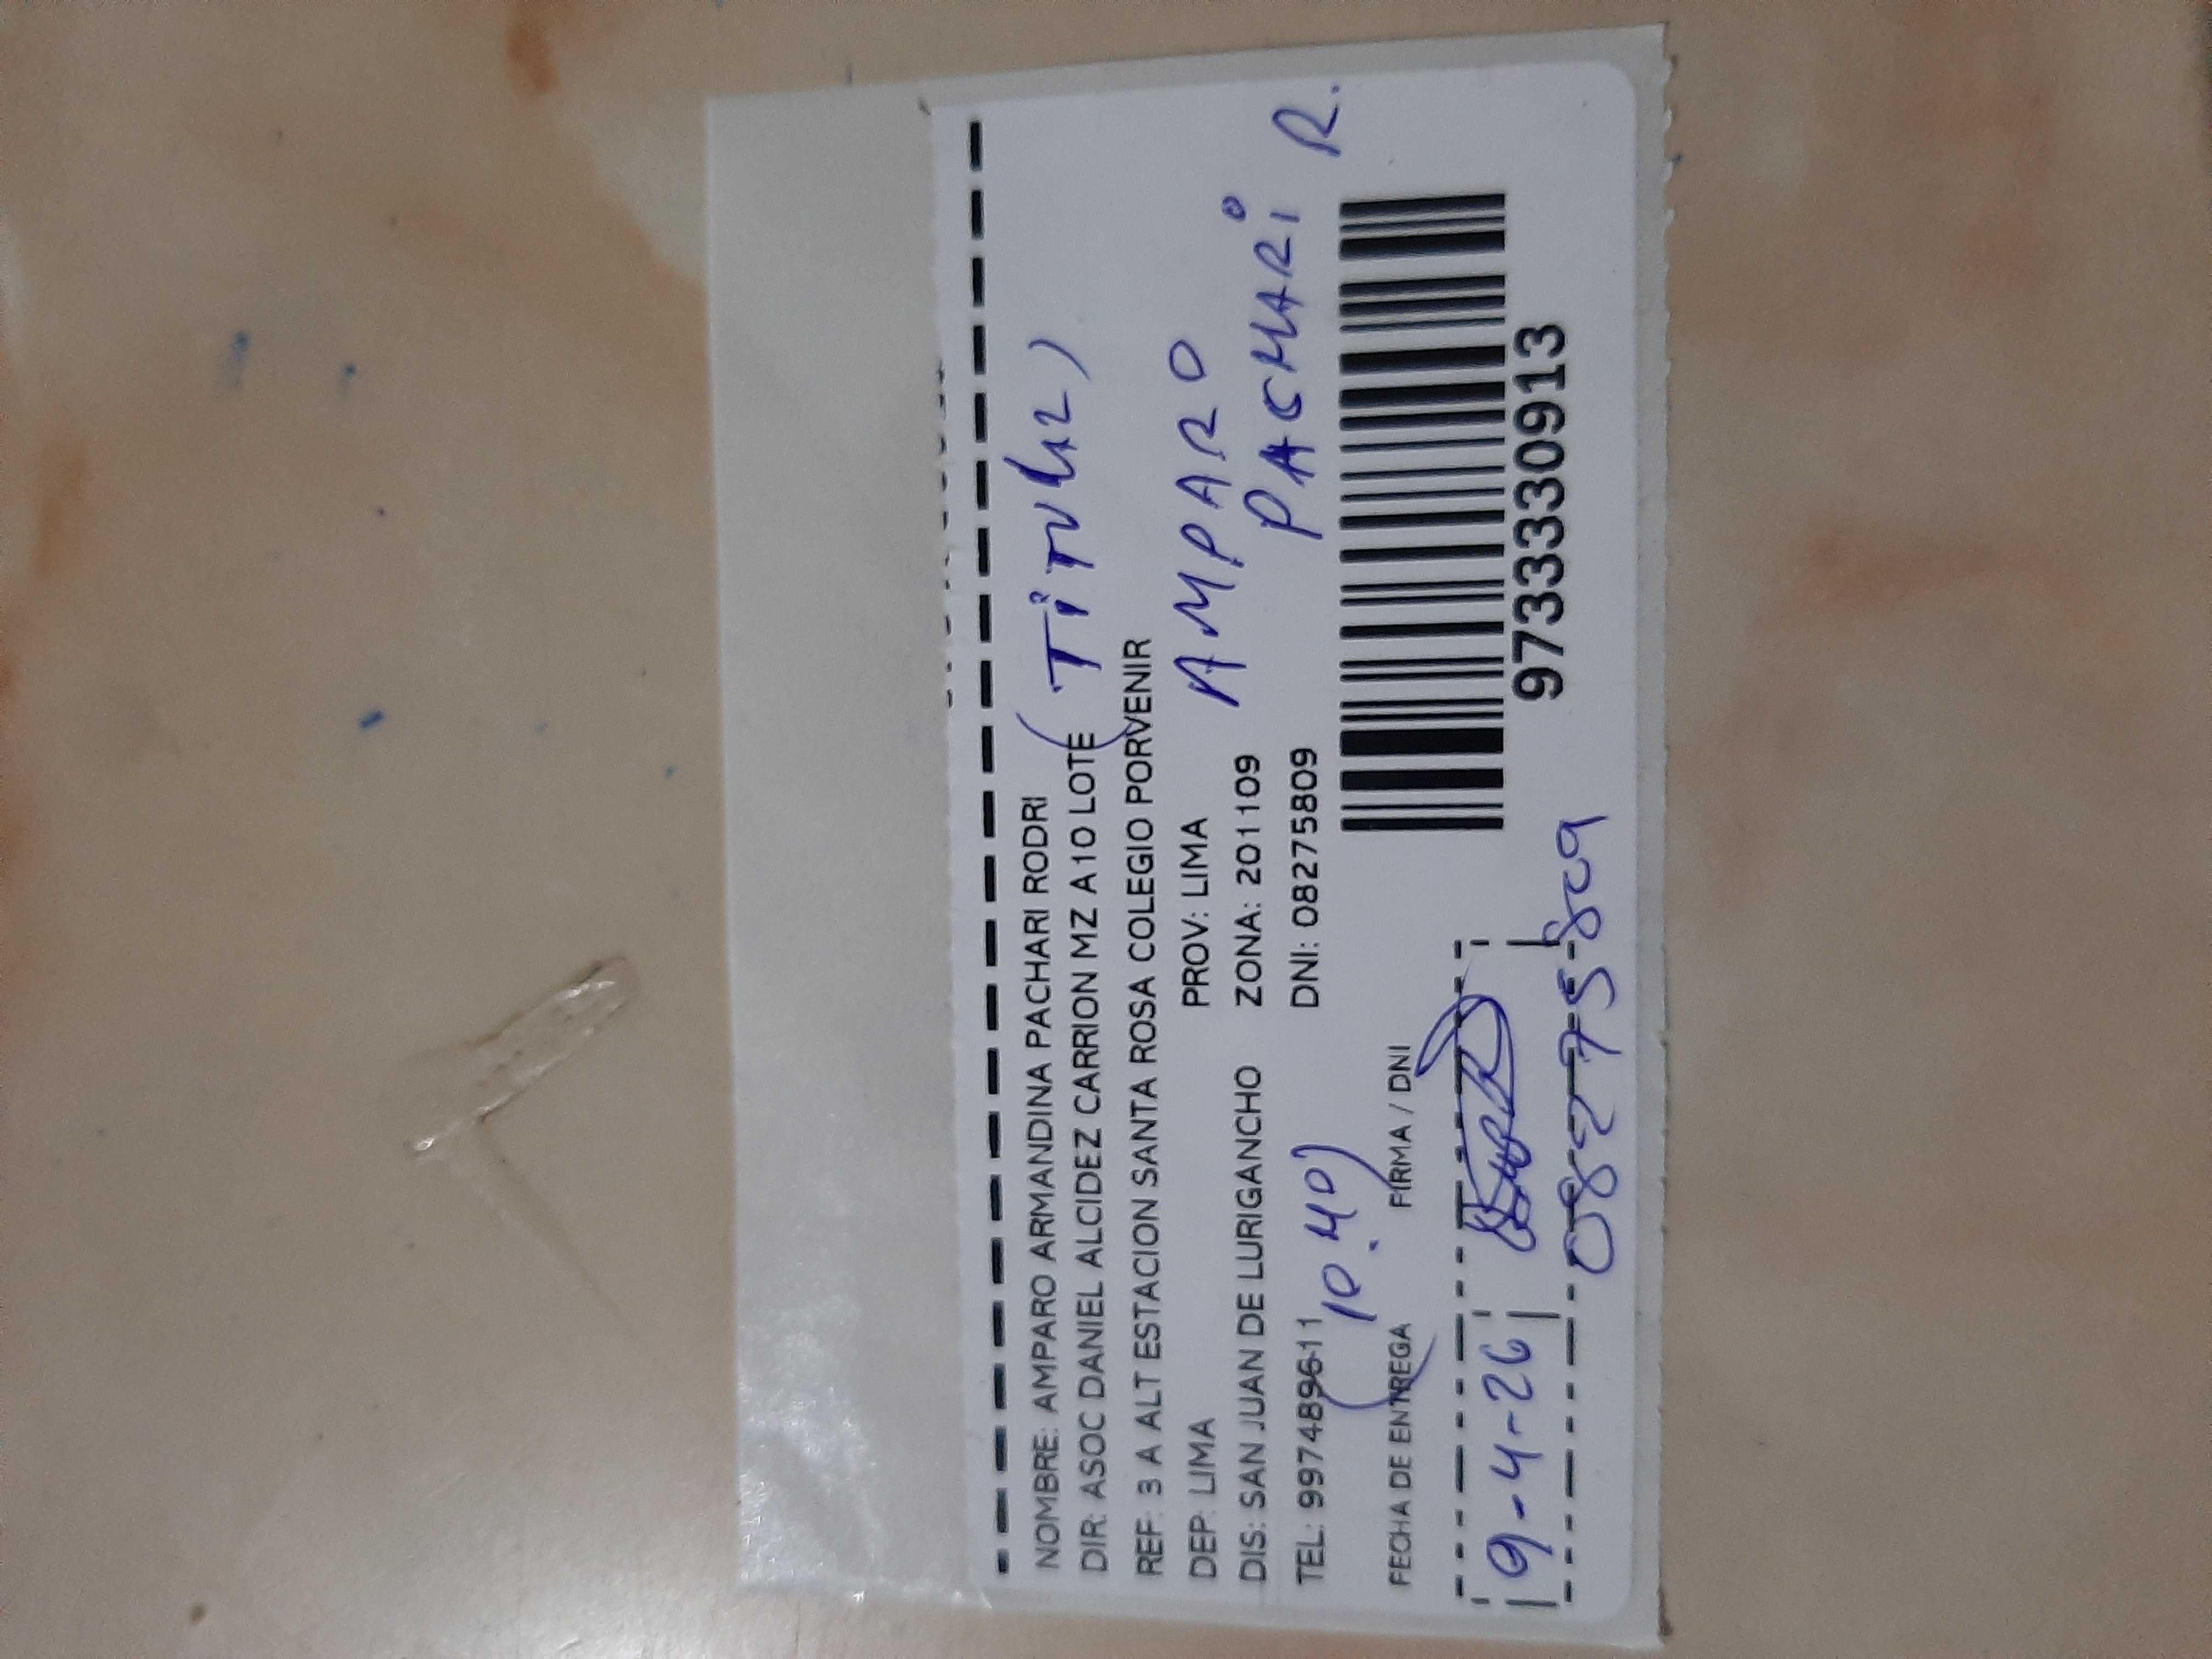 NOMBRE: AMPARO ARMANDINA PACHARI RODRI
DIR: ASOC DANIEL ALCIDEZ CARRION MZ A10 LOTE (TiTulR)
REF: 3 A ALT ESTACION SANTA ROSA COLEGIO PORVENIR
DEP: LIMA PROV: LIMA
AMPARO
DIS: SAN JUAN DE LURIGANCHO ZONA: 201109
PACHARi R.
TEL: 997489611 DNI: 08275809
(10.40)
FECHA DE ENTREGA FIRMA / DNI
9-4-26
08275809
97333330913